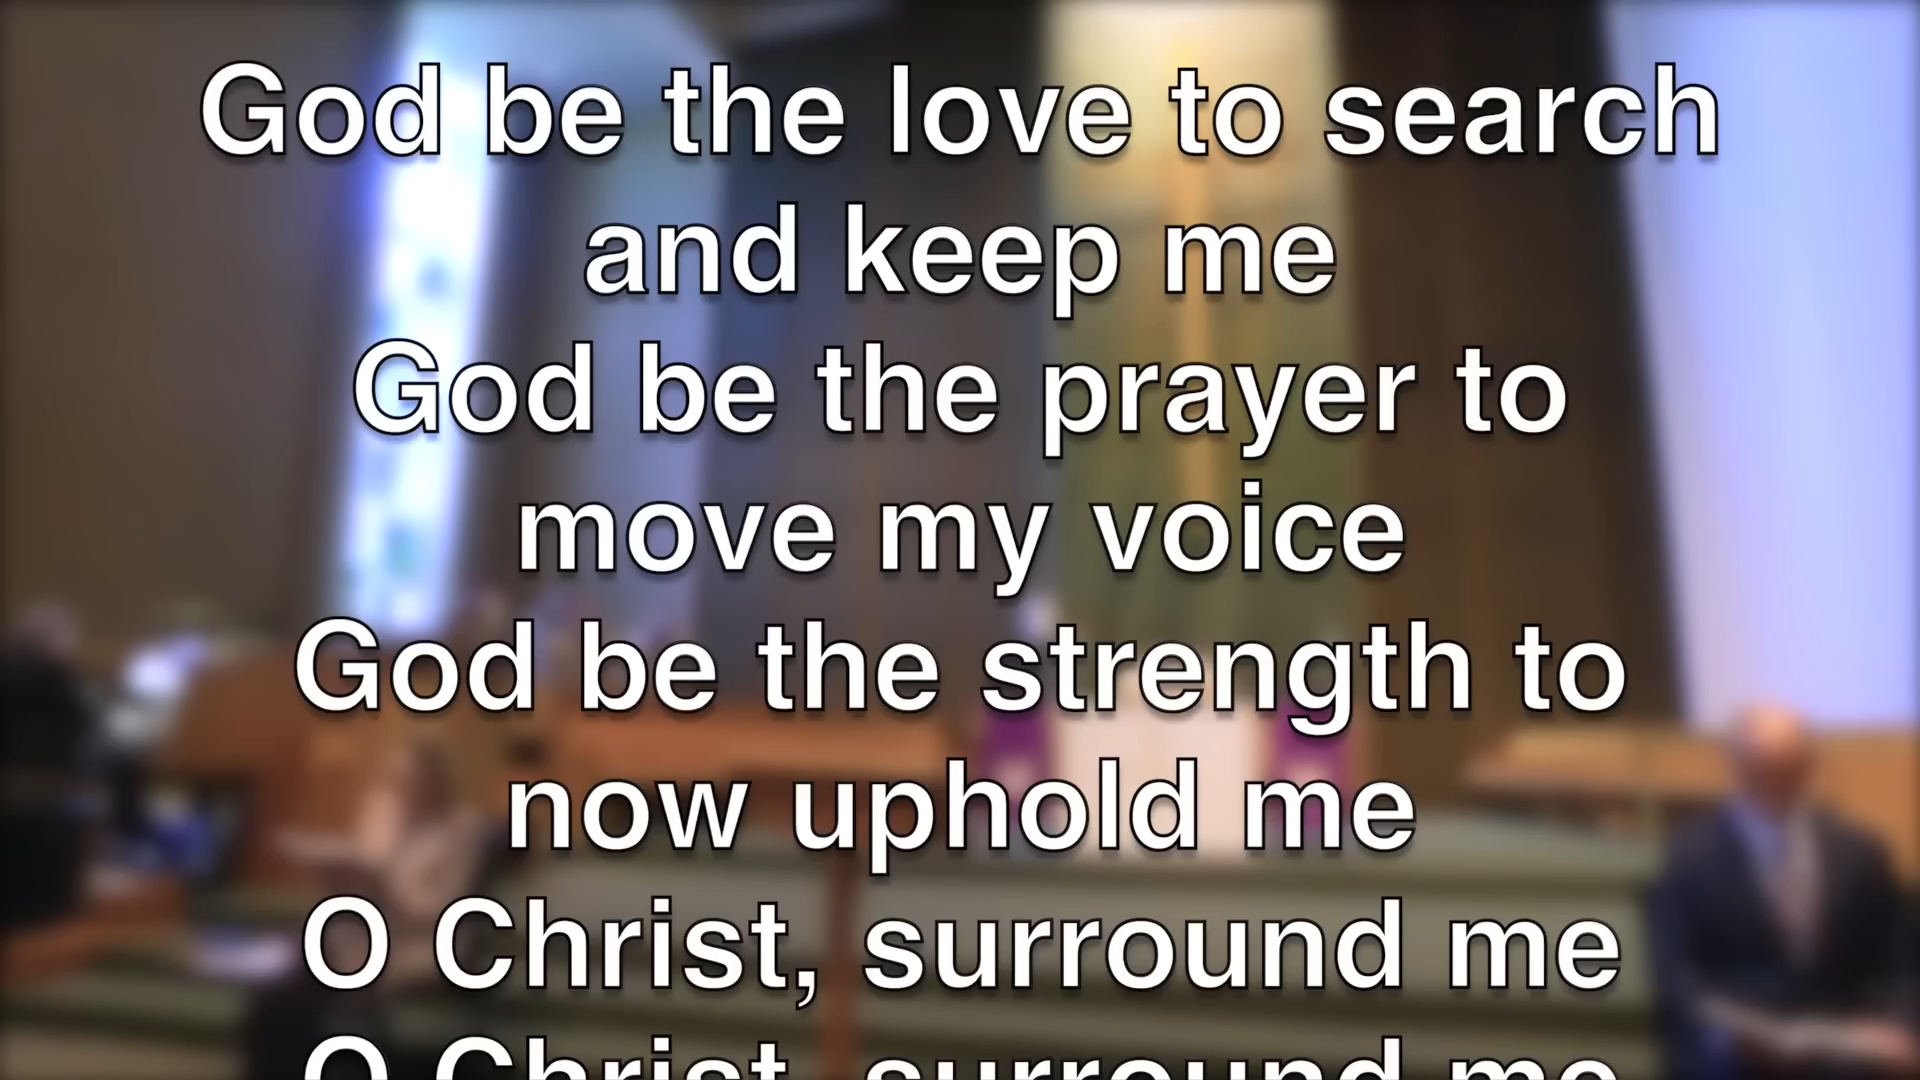 God be the love to search
and keep me
God be the prayer to
move my voice
God be the strength to
now uphold me
O Christ, surround me
O Christ, surround me